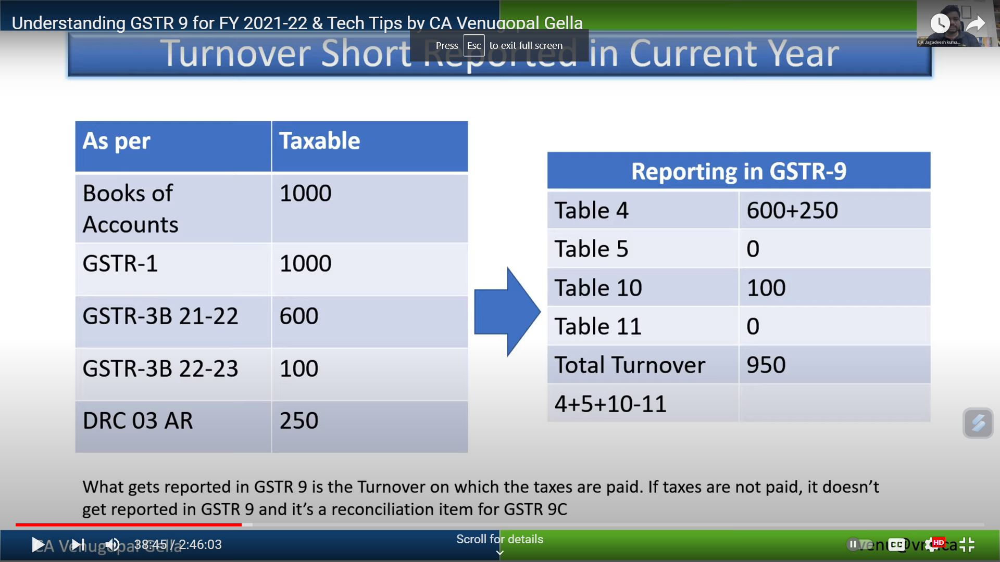 Understanding GSTR 9 for FY 2021-22 & Tech Tips by CA Venugopal Gella
CA Jagadeesh kuma...
Press Esc to exit full screen
Turnover Short Reported in Current Year
As per Taxable
Books of Accounts 1000
GSTR-1 1000
GSTR-3B 21-22 600
GSTR-3B 22-23 100
DRC 03 AR 250
Reporting in GSTR-9
Table 4 600+250
Table 5 0
Table 10 100
Table 11 0
Total Turnover 950
4+5+10-11
What gets reported in GSTR 9 is the Turnover on which the taxes are paid. If taxes are not paid, it doesn't
get reported in GSTR 9 and it's a reconciliation item for GSTR 9C
CA Venugopal Gella
38:45 / 2:46:03
Scroll for details
CC
HD